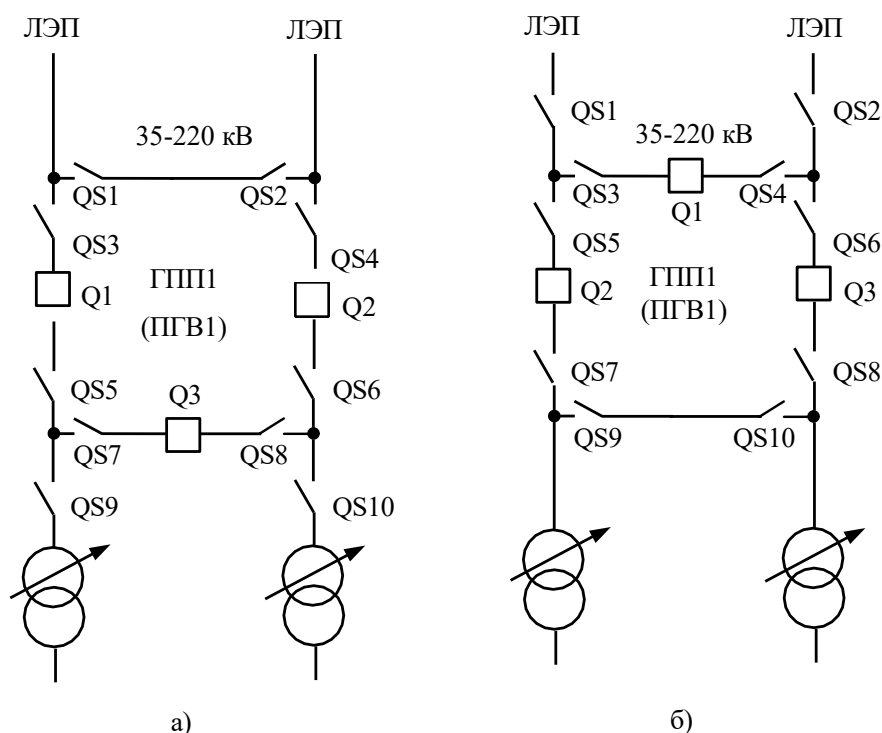 ЛЭП
ЛЭП
35-220 кВ
QS1
QS2
QS3
QS4
Q1
Q2
ГПП1
(ПГВ1)
QS5
QS6
Q3
QS7
QS8
QS9
QS10
а)
ЛЭП
ЛЭП
QS1
QS2
35-220 кВ
QS3
QS4
Q1
QS5
QS6
ГПП1
(ПГВ1)
Q2
Q3
QS7
QS8
QS9
QS10
б)